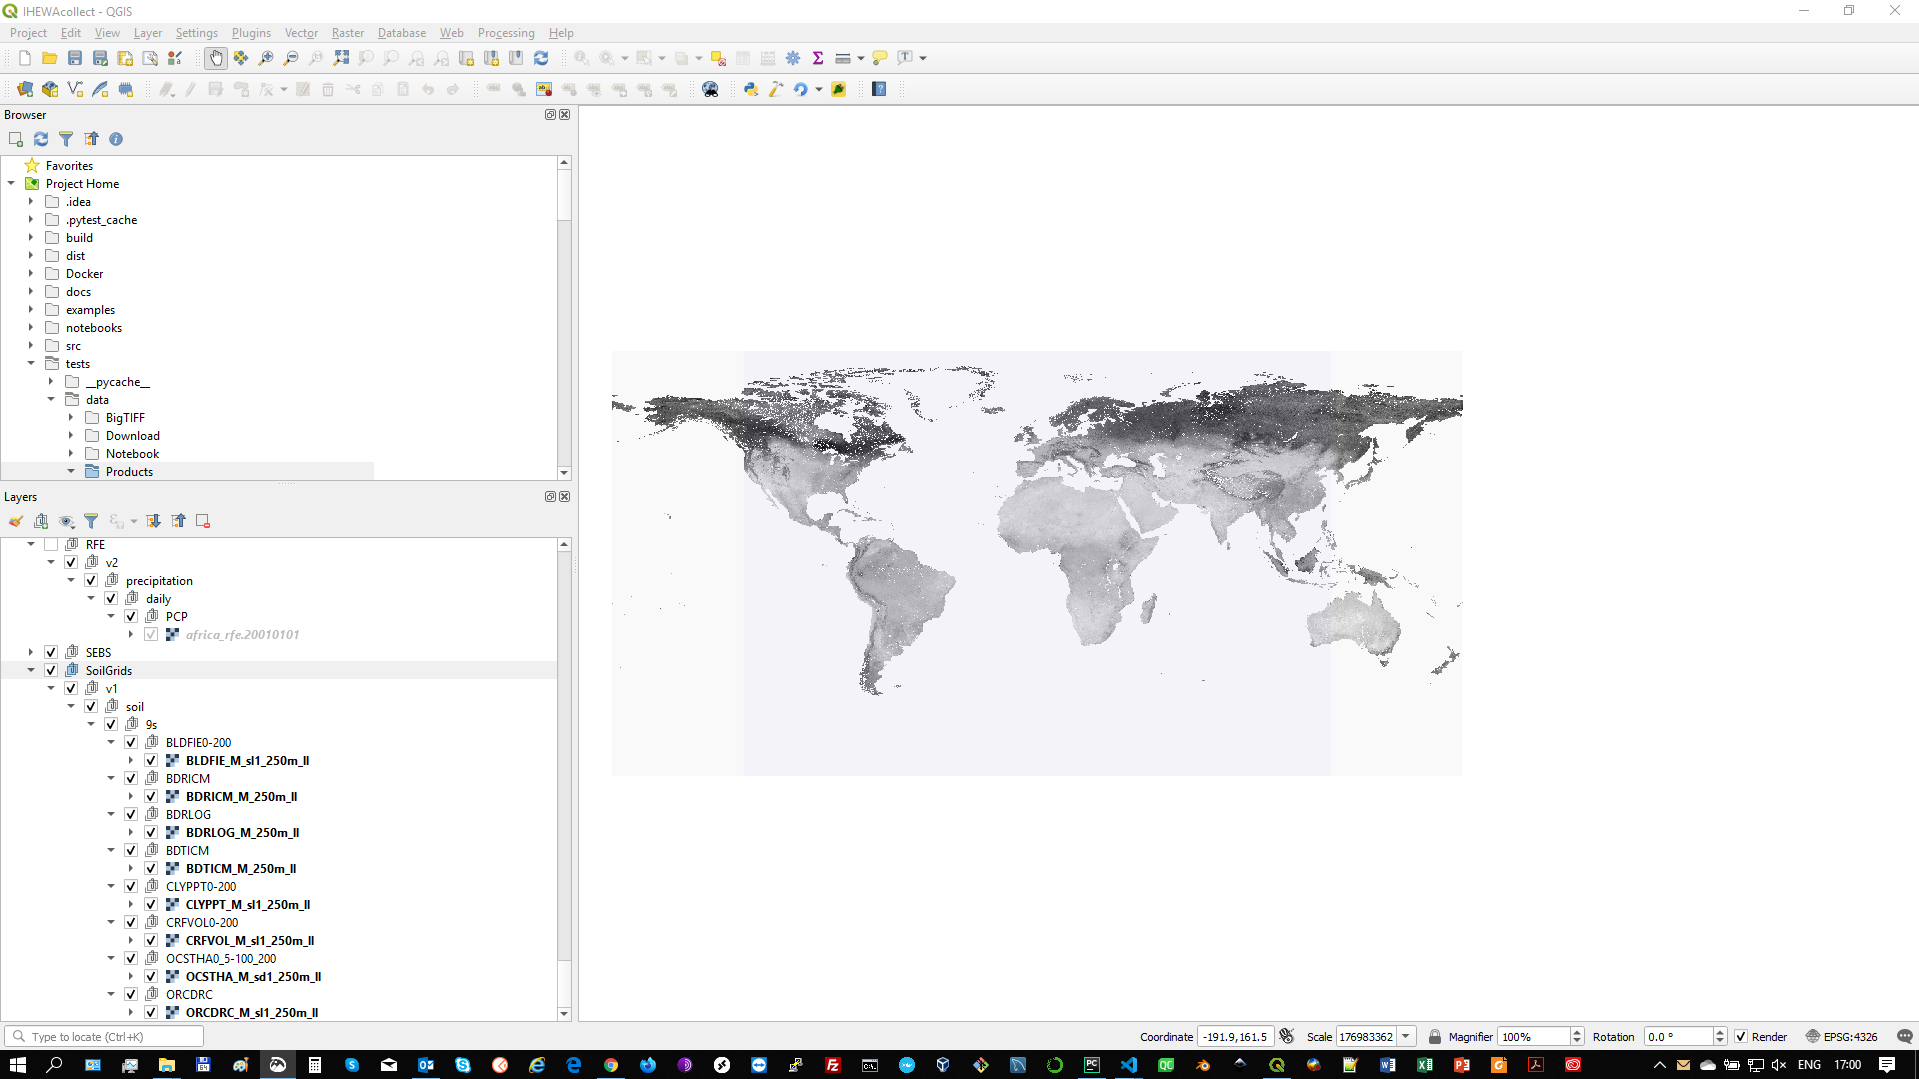 IHEWAcollect - QGIS
Project Edit View Layer Settings Plugins Vector Raster Database Web Processing Help
Browser
Favorites
Project Home
.idea
.pytest_cache
build
dist
Docker
docs
examples
notebooks
src
tests
__pycache__
data
BigTIFF
Download
Notebook
Products
Layers
RFE
v2
precipitation
daily
PCP
africa_rfe.20010101
SEBS
SoilGrids
v1
soil
9s
BLDFIE0-200
BLDFIE_M_sl1_250m_ll
BDRICM
BDRICM_M_250m_ll
BDRLOG
BDRLOG_M_250m_ll
BDTICM
BDTICM_M_250m_ll
CLYPPT0-200
CLYPPT_M_sl1_250m_ll
CRFVOL0-200
CRFVOL_M_sl1_250m_ll
OCSTHA0_5-100_200
OCSTHA_M_sd1_250m_ll
ORCDRC
ORCDRC_M_sl1_250m_ll
Type to locate (Ctrl+K) Coordinate -191.9,161.5 Scale 176983362 Magnifier 100% Rotation 0.0 ° Render EPSG:4326
ENG 17:00